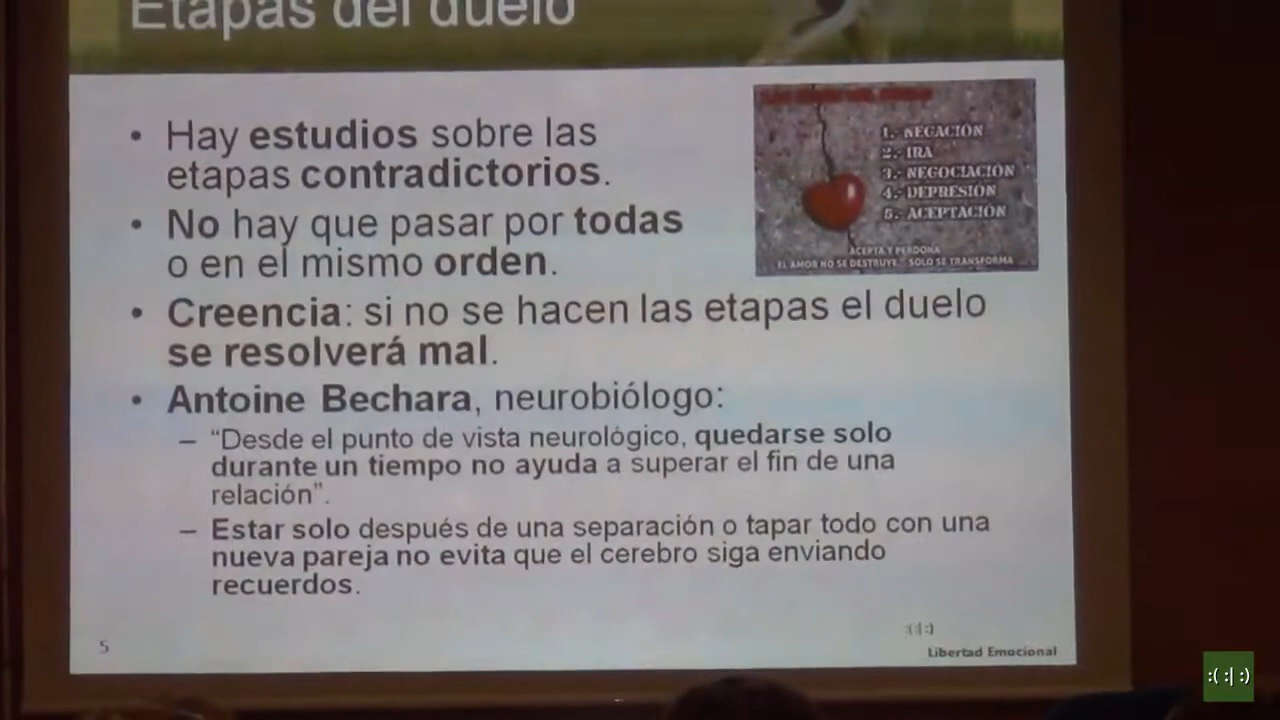 Etapas del duelo
• Hay estudios sobre las
etapas contradictorios.
• No hay que pasar por todas
o en el mismo orden.
• Creencia: si no se hacen las etapas el duelo
se resolverá mal.
• Antoine Bechara, neurobiólogo:
– “Desde el punto de vista neurológico, quedarse solo
durante un tiempo no ayuda a superar el fin de una
relación”.
– Estar solo después de una separación o tapar todo con una
nueva pareja no evita que el cerebro siga enviando
recuerdos.
1.- NEGACIÓN
2.- IRA
3.- NEGOCIACIÓN
4.- DEPRESIÓN
5.- ACEPTACIÓN
ACEPTA Y PERDONA
EL AMOR NO SE DESTRUYE SOLO SE TRANSFORMA
5
:(:|:)
Libertad Emocional
:( :| :)